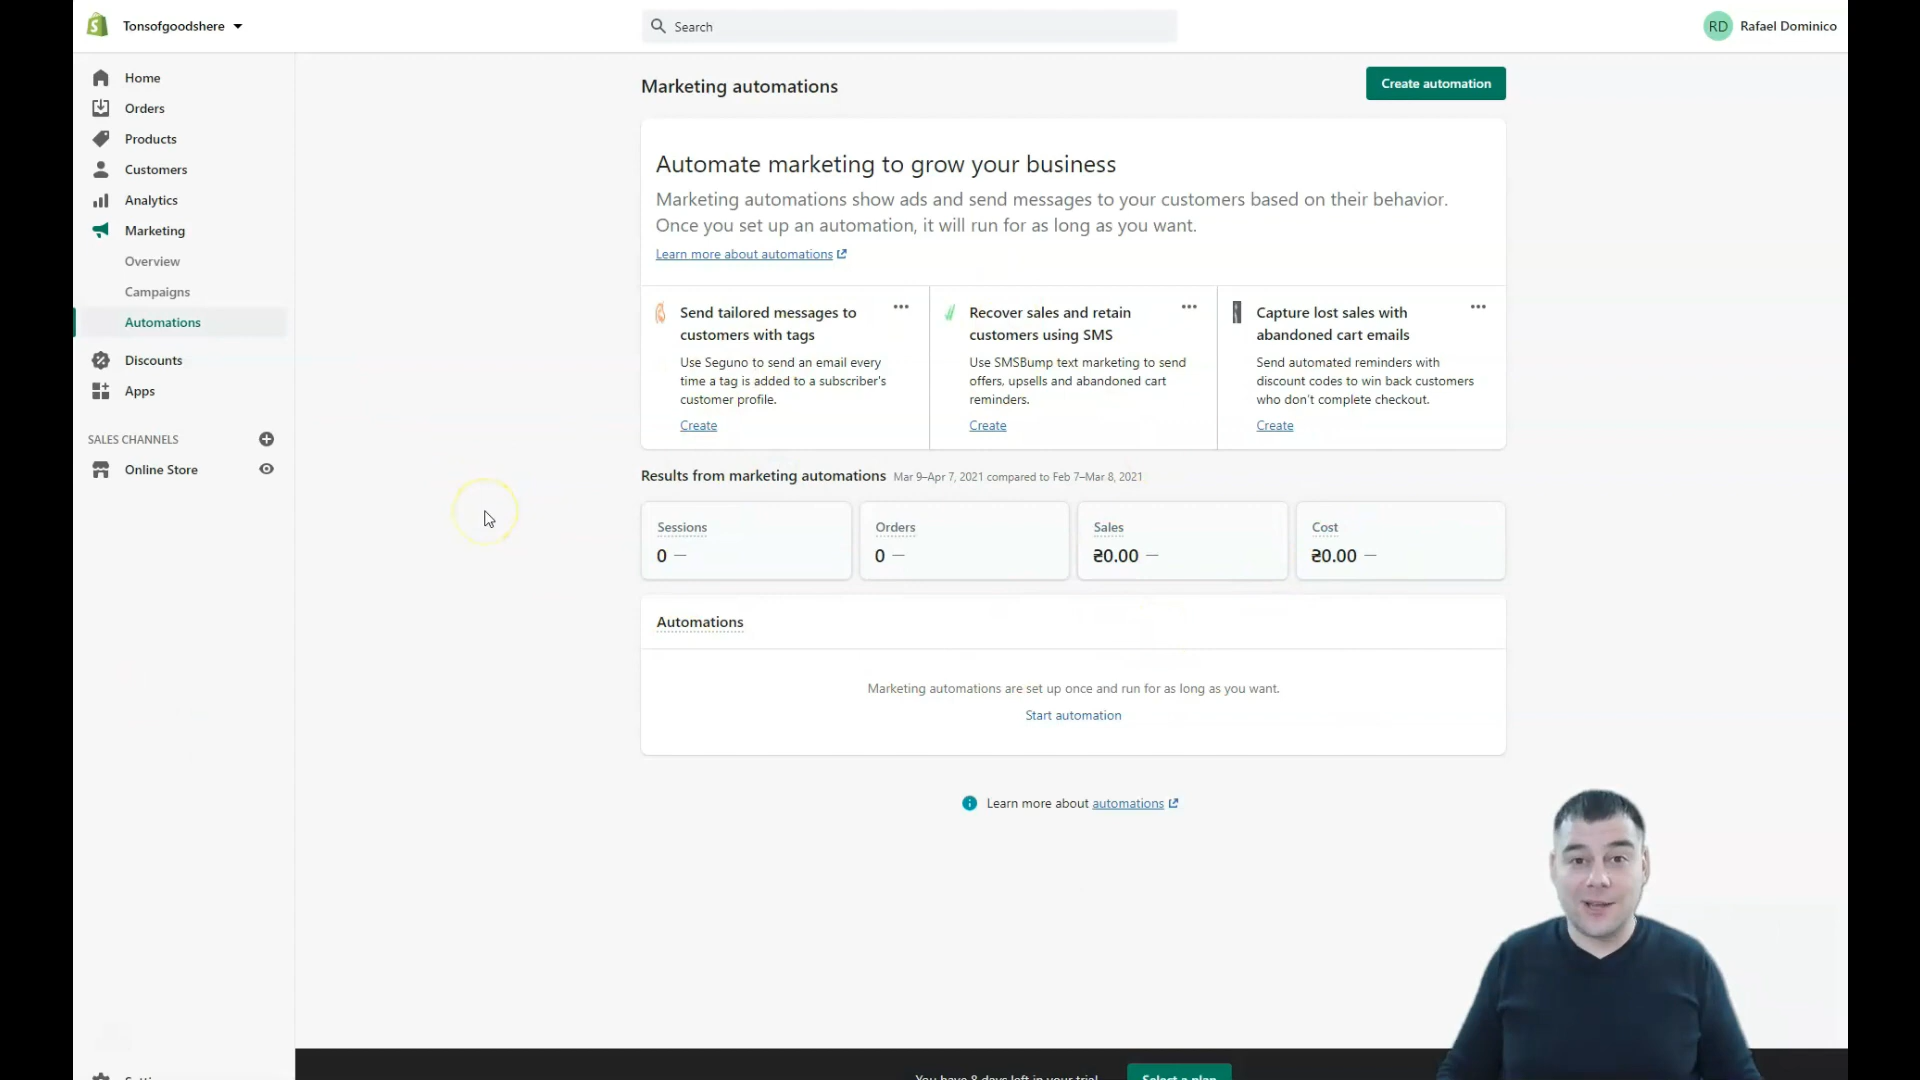 Tonsofgoodshere
Search
RD Rafael Dominico
Home
Orders
Products
Customers
Analytics
Marketing
Overview
Campaigns
Automations
Discounts
Apps
SALES CHANNELS
Online Store
Marketing automations
Create automation
Automate marketing to grow your business
Marketing automations show ads and send messages to your customers based on their behavior.
Once you set up an automation, it will run for as long as you want.
Learn more about automations
Send tailored messages to
customers with tags
Use Seguno to send an email every
time a tag is added to a subscriber's
customer profile.
Create
Recover sales and retain
customers using SMS
Use SMSBump text marketing to send
offers, upsells and abandoned cart
reminders.
Create
Capture lost sales with
abandoned cart emails
Send automated reminders with
discount codes to win back customers
who don't complete checkout.
Create
Results from marketing automations Mar 9–Apr 7, 2021 compared to Feb 7–Mar 8, 2021
Sessions
0 —
Orders
0 —
Sales
₴0.00 —
Cost
₴0.00 —
Automations
Marketing automations are set up once and run for as long as you want.
Start automation
Learn more about automations
You have 8 days left in your trial
Select a plan